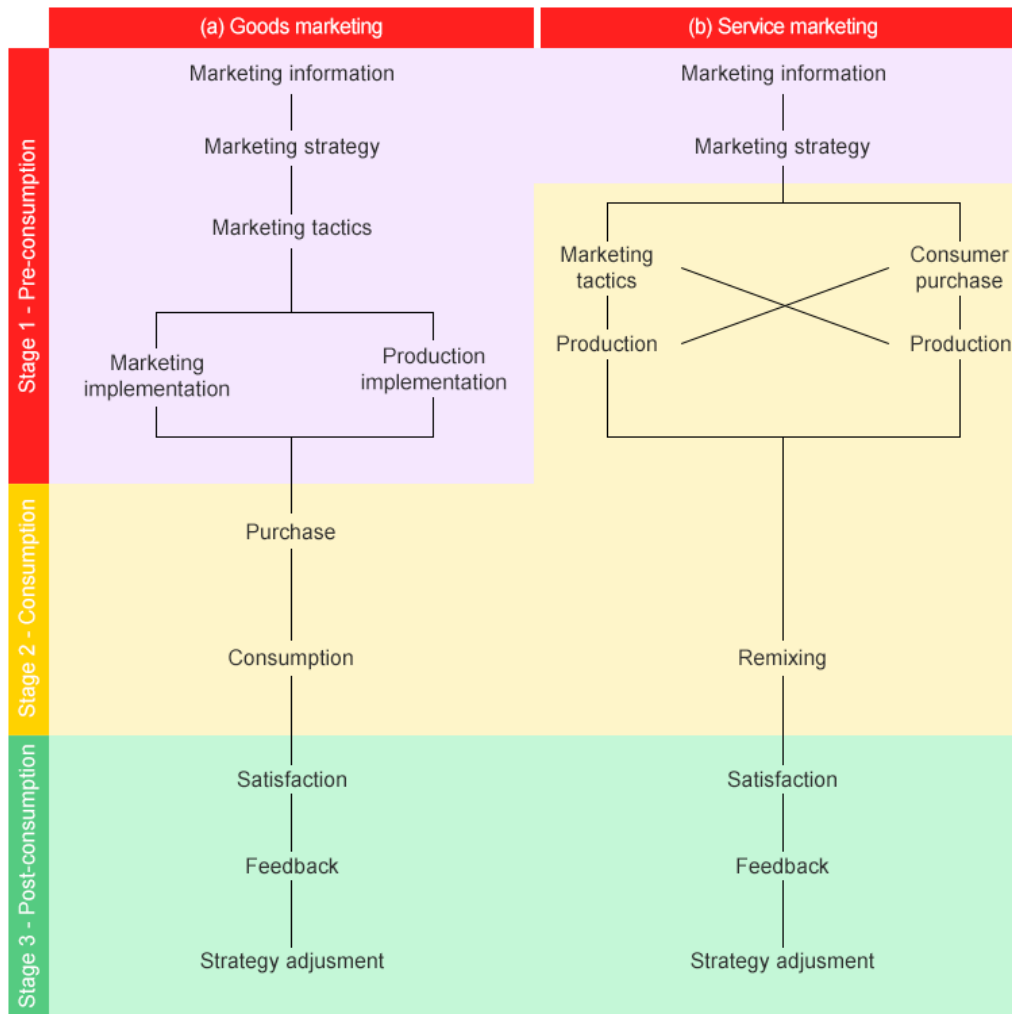 (a) Goods marketing
(b) Service marketing
Stage 1 - Pre-consumption
Marketing information
Marketing strategy
Marketing tactics
Marketing
implementation
Production
implementation
Marketing information
Marketing strategy
Marketing
tactics
Consumer
purchase
Production
Production
Stage 2 - Consumption
Purchase
Consumption
Remixing
Stage 3 - Post-consumption
Satisfaction
Feedback
Strategy adjusment
Satisfaction
Feedback
Strategy adjusment